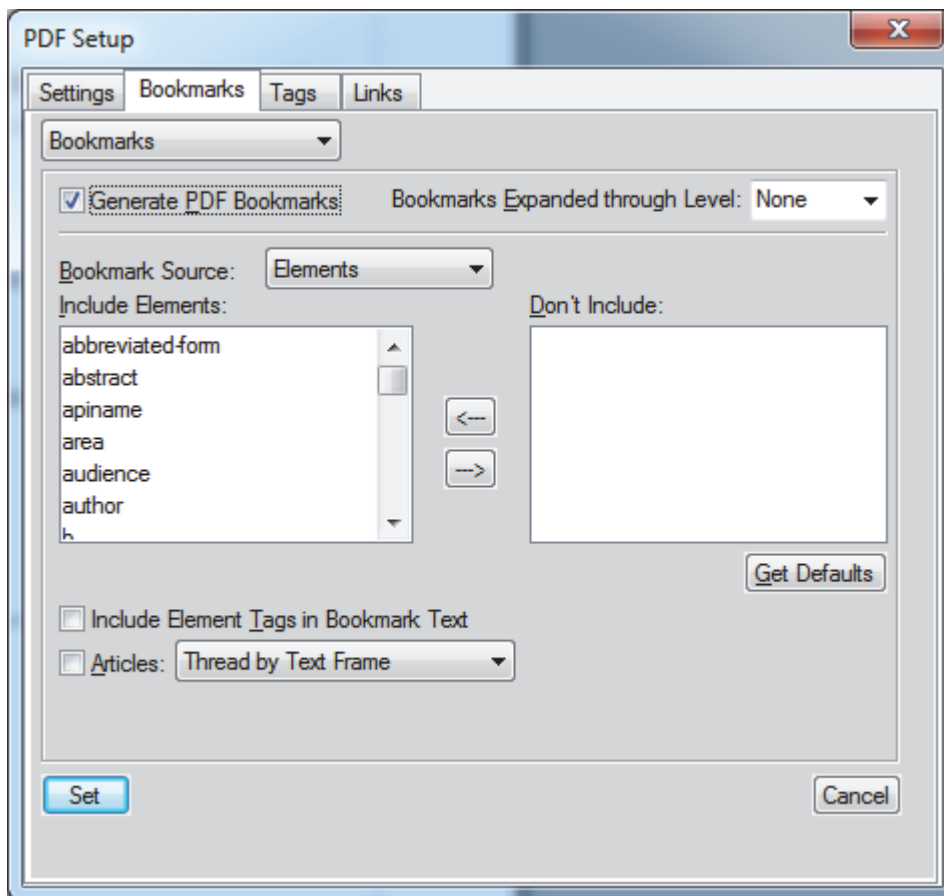 PDF Setup
X
Settings Bookmarks Tags Links
Bookmarks
Generate PDF Bookmarks Bookmarks Expanded through Level: None
Bookmark Source: Elements
Include Elements: Don't Include:
abbreviated-form
abstract
apiname
area
audience
author
<---
--->
Get Defaults
Include Element Tags in Bookmark Text
Articles: Thread by Text Frame
Set Cancel